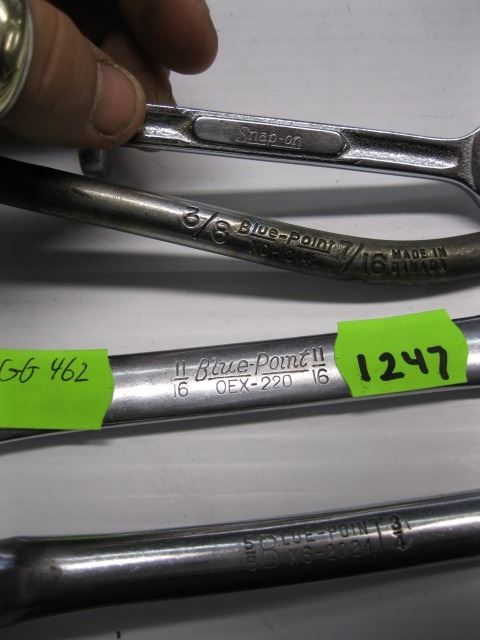 Snap-on
3/8 Blue-Point 7/16 MADE IN CANADA
GG 462
11/16 Blue-Point 11/16
OEX-220
1247
BLUE-POINT 3/4
XS-2024